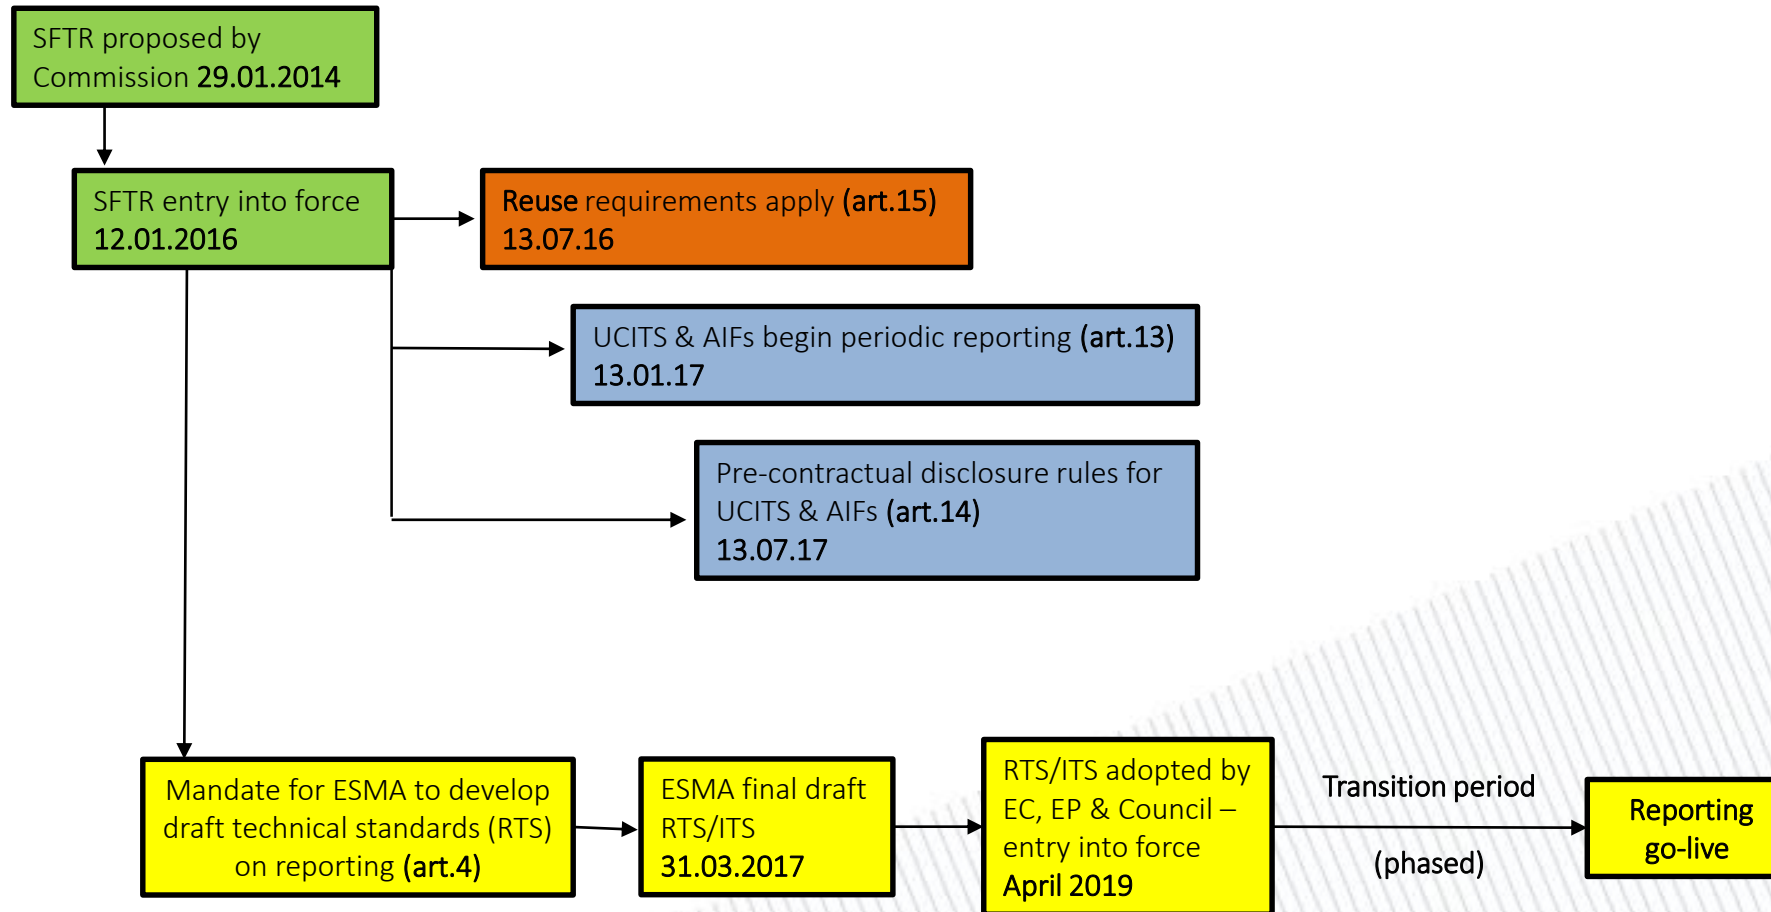 SFTR proposed by
Commission 29.01.2014
SFTR entry into force
12.01.2016
Reuse requirements apply (art.15)
13.07.16
UCITS & AIFs begin periodic reporting (art.13)
13.01.17
Pre-contractual disclosure rules for
UCITS & AIFs (art.14)
13.07.17
Mandate for ESMA to develop
draft technical standards (RTS)
on reporting (art.4)
ESMA final draft
RTS/ITS
31.03.2017
RTS/ITS adopted by
EC, EP & Council –
entry into force
April 2019
Transition period
(phased)
Reporting
go-live